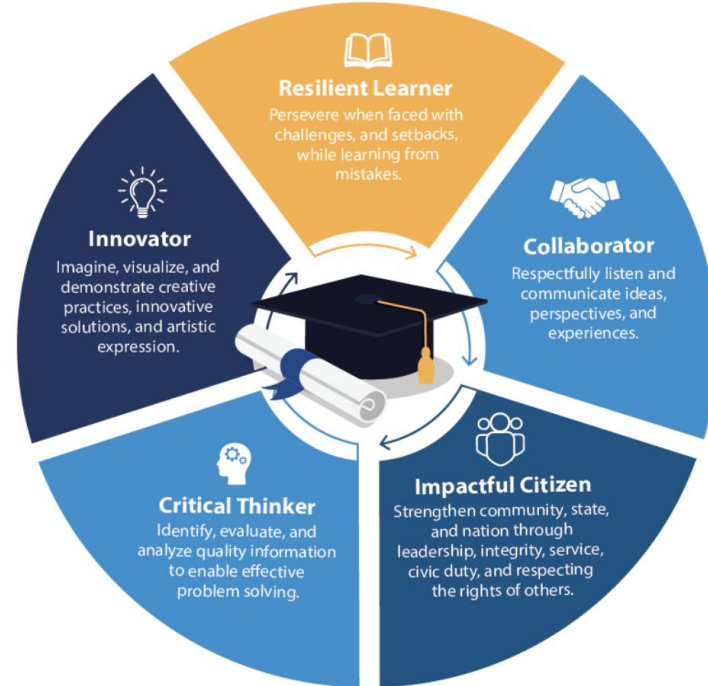 Resilient Learner
Persevere when faced with
challenges, and setbacks,
while learning from
mistakes.
Collaborator
Respectfully listen and
communicate ideas,
perspectives, and
experiences.
Impactful Citizen
Strengthen community, state,
and nation through
leadership, integrity, service,
civic duty, and respecting
the rights of others.
Critical Thinker
Identify, evaluate, and
analyze quality information
to enable effective
problem solving.
Innovator
Imagine, visualize, and
demonstrate creative
practices, innovative
solutions, and artistic
expression.